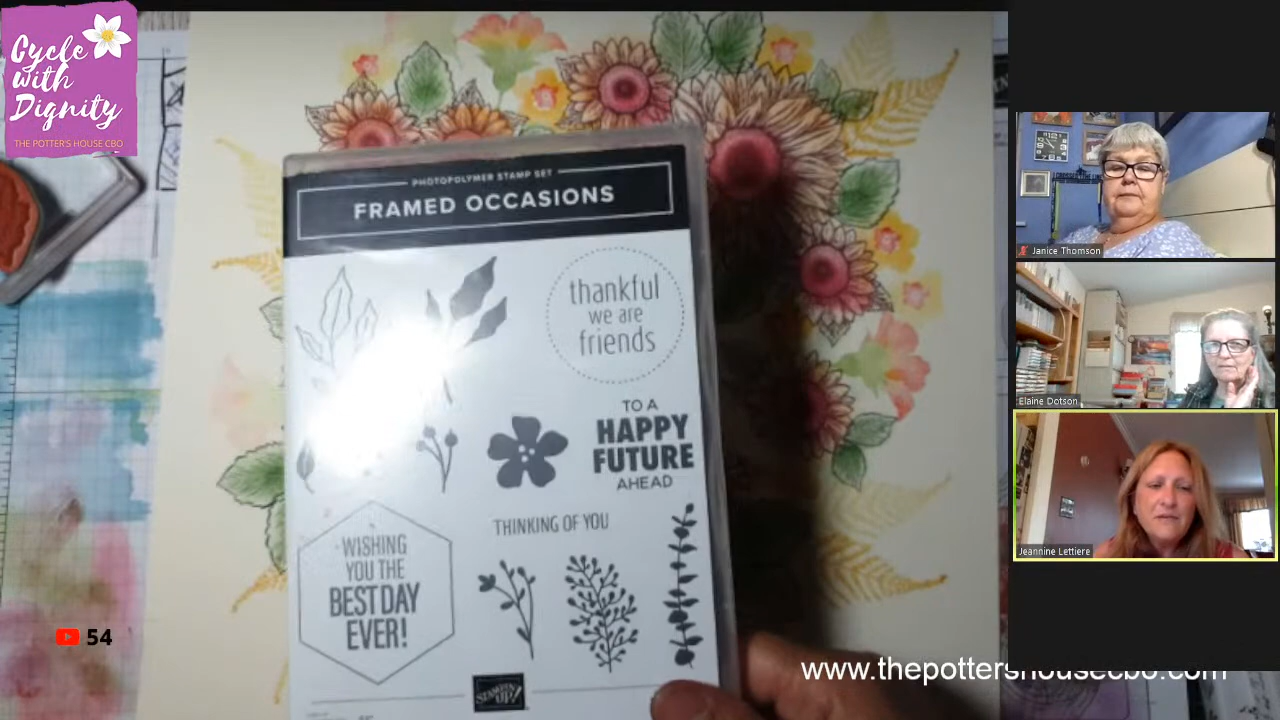 Cycle
with
Dignity
THE POTTER'S HOUSE CBO
PHOTOPOLYMER STAMP SET
FRAMED OCCASIONS
thankful
we are
friends
TO A
HAPPY
FUTURE
AHEAD
THINKING OF YOU
WISHING
YOU THE
BEST DAY
EVER!
STAMPIN' UP!
54
www.thepottershousecbo.com
Janice Thomson
Elaine Dotson
Jeannine Lettiere